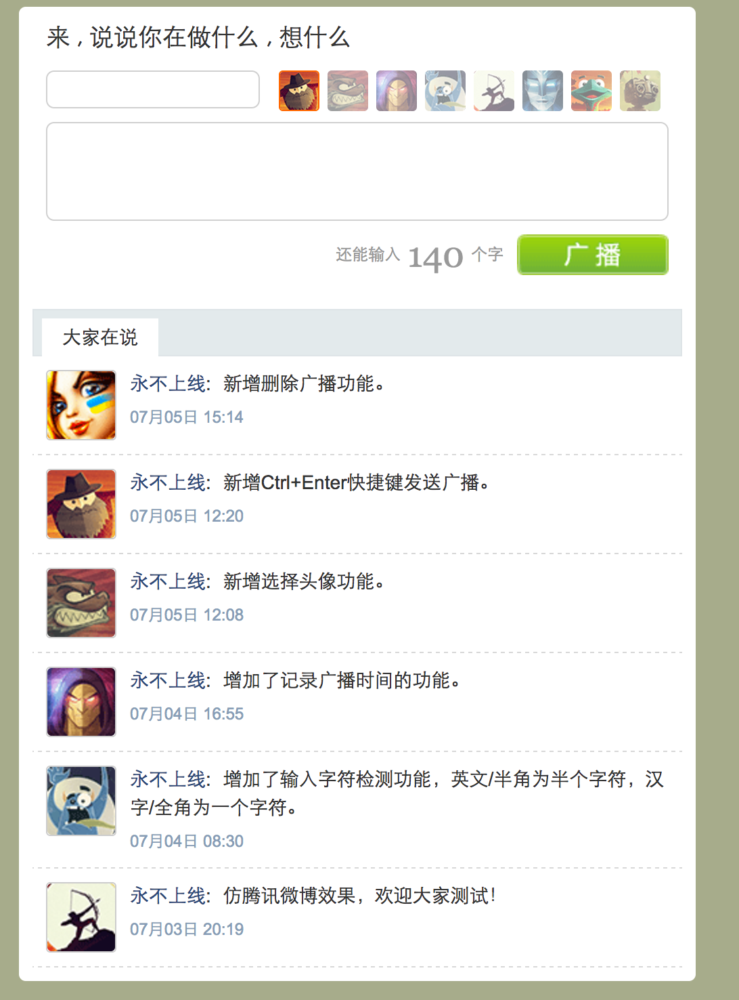 来，说说你在做什么，想什么
还能输入 140 个字
广播
大家在说
永不上线：新增删除广播功能。
07月05日 15:14
永不上线：新增Ctrl+Enter快捷键发送广播。
07月05日 12:20
永不上线：新增选择头像功能。
07月05日 12:08
永不上线：增加了记录广播时间的功能。
07月04日 16:55
永不上线：增加了输入字符检测功能，英文/半角为半个字符，汉
字/全角为一个字符。
07月04日 08:30
永不上线：仿腾讯微博效果，欢迎大家测试！
07月03日 20:19